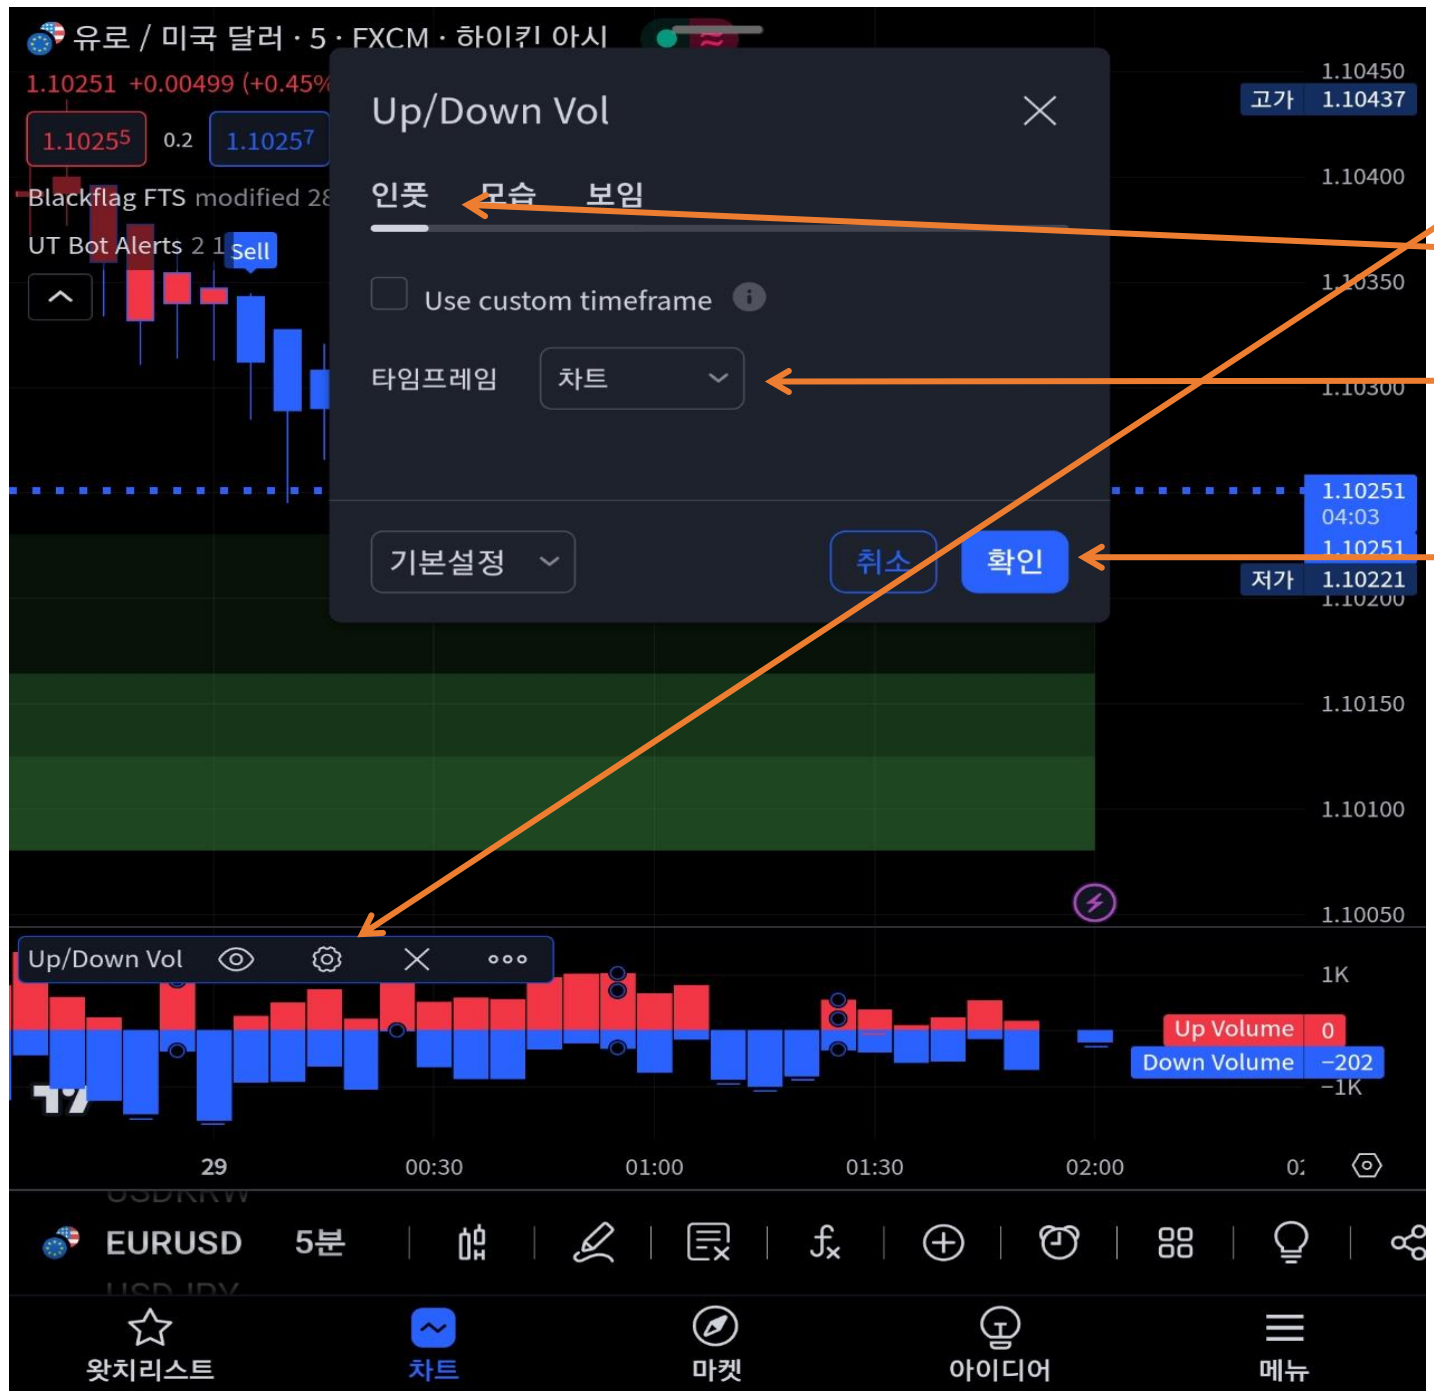 유로 / 미국 달러 · 5 · FXCM · 하이킨 아시
1.10251 +0.00499 (+0.45%
1.10255 0.2 1.10257
Blackflag FTS modified 28
UT Bot Alerts 2 1
Sell
Up/Down Vol
인풋 모습 보임
Use custom timeframe
타임프레임 차트
기본설정 취소 확인
1.10450
고가 1.10437
1.10400
1.10350
1.10300
1.10251
04:03
1.10251
저가 1.10221
1.10200
1.10150
1.10100
1.10050
Up/Down Vol
1K
Up Volume 0
Down Volume −202
−1K
29 00:30 01:00 01:30 02:00
USDKRW
EURUSD 5분
USDJPY
왓치리스트 차트 마켓 아이디어 메뉴